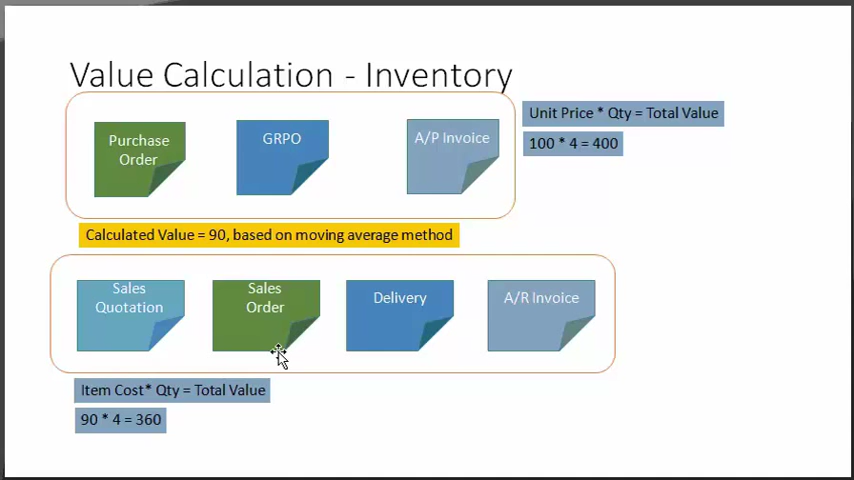 Value Calculation - Inventory
Unit Price * Qty = Total Value
100 * 4 = 400
Purchase
Order
GRPO
A/P Invoice
Calculated Value = 90, based on moving average method
Sales
Quotation
Sales
Order
Delivery
A/R Invoice
Item Cost* Qty = Total Value
90 * 4 = 360